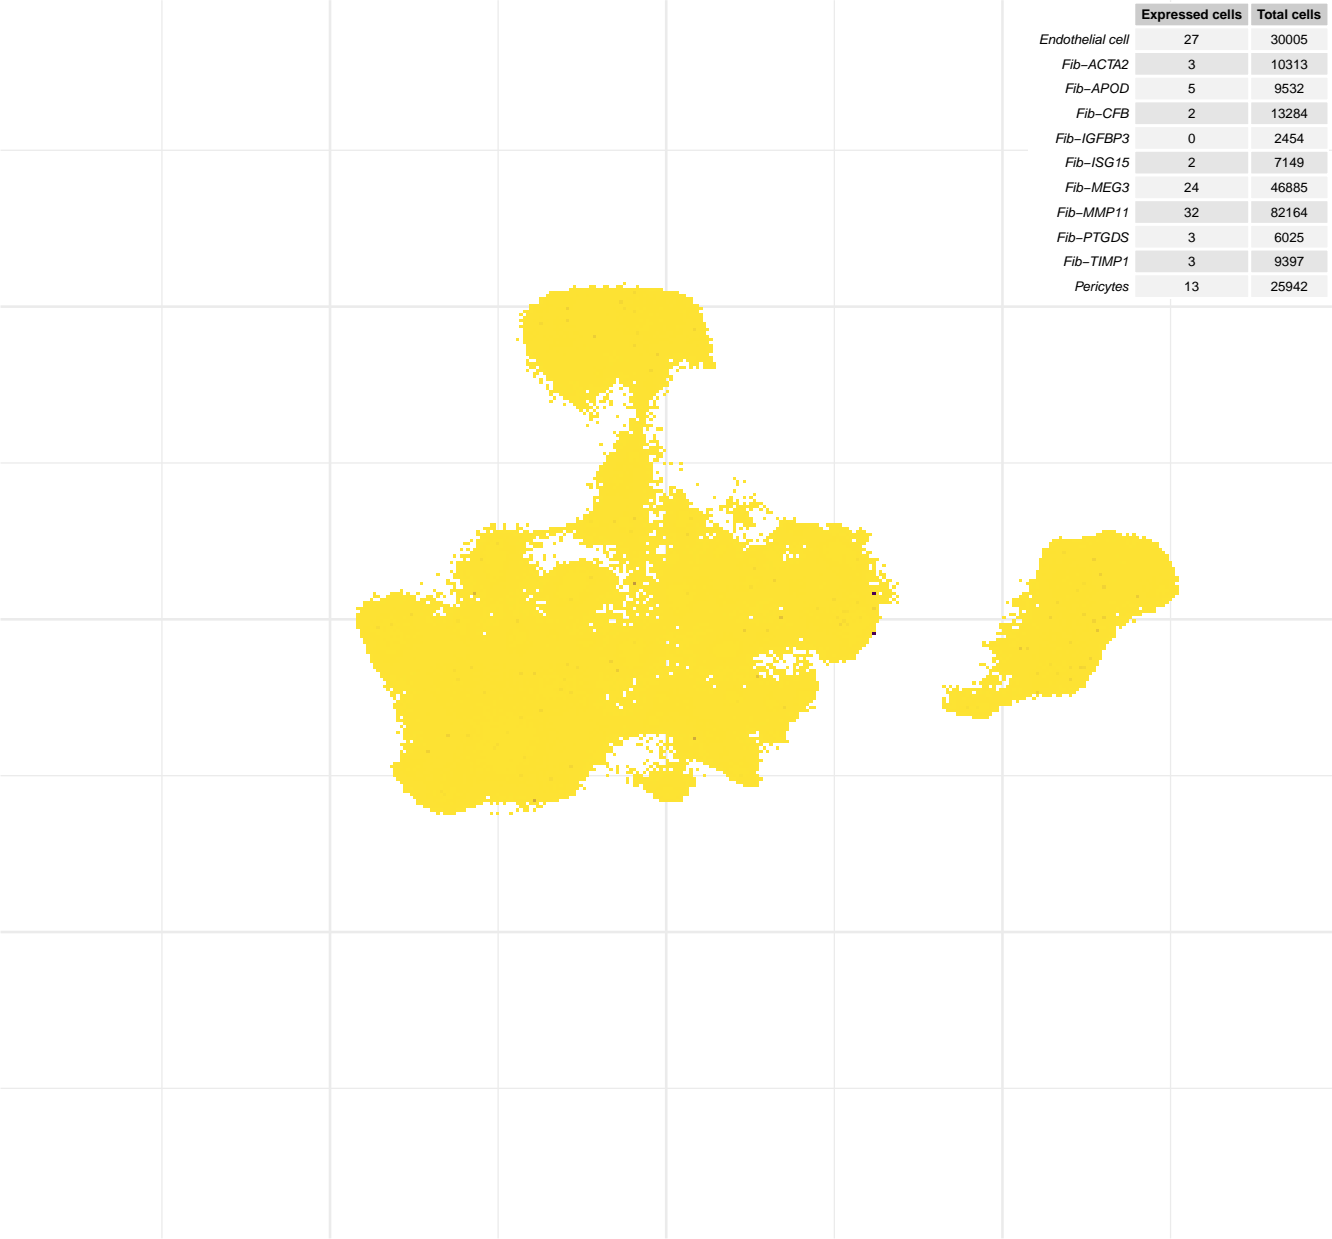 Expressed cells Total cells
Endothelial cell 27 30005
Fib−ACTA2 3 10313
Fib−APOD 5 9532
Fib−CFB 2 13284
Fib−IGFBP3 0 2454
Fib−ISG15 2 7149
Fib−MEG3 24 46885
Fib−MMP11 32 82164
Fib−PTGDS 3 6025
Fib−TIMP1 3 9397
Pericytes 13 25942